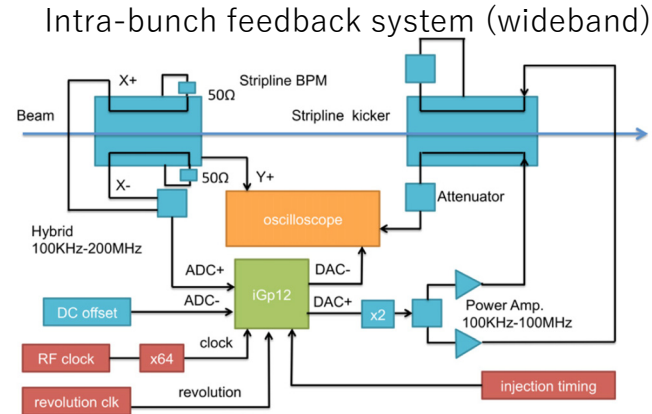 Intra-bunch feedback system (wideband)
X+
Stripline BPM
50Ω
Beam
Stripline kicker
X-
50Ω
Y+
Attenuator
oscilloscope
Hybrid
100KHz-200MHz
ADC+
DAC-
iGp12
ADC-
DAC+
DC offset
x2
Power Amp.
100KHz-100MHz
clock
RF clock
x64
revolution
revolution clk
injection timing